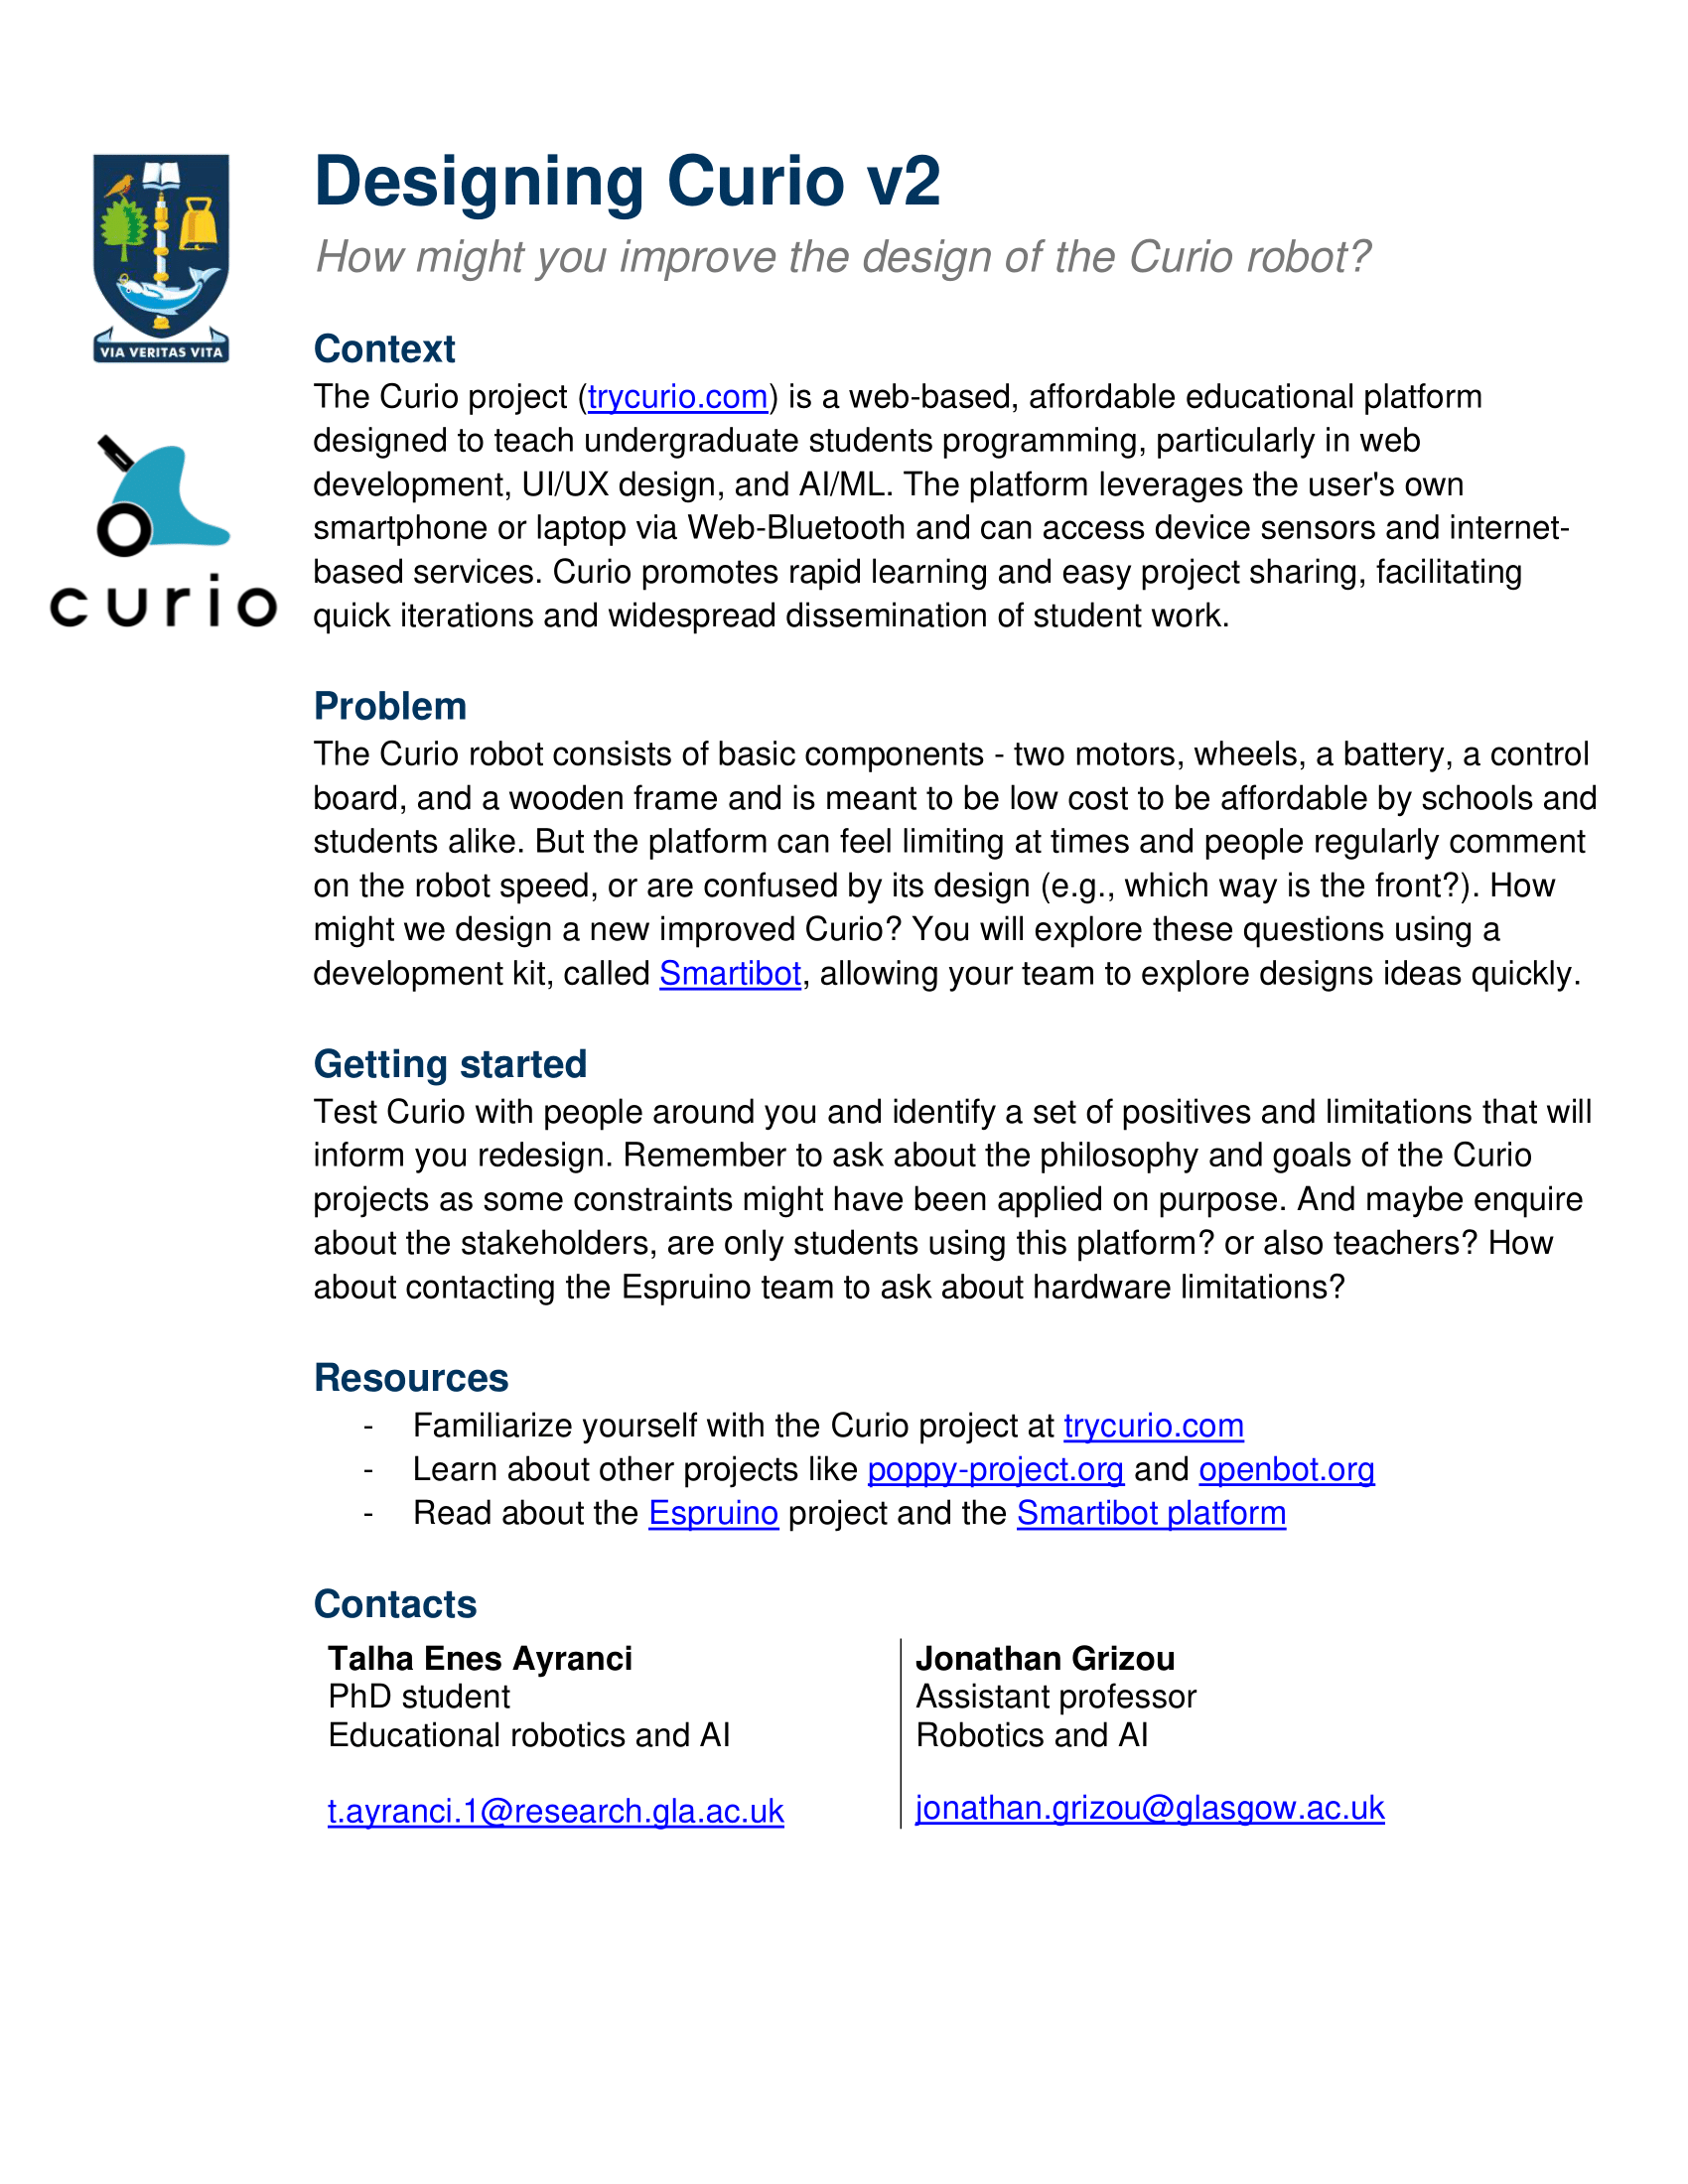 Designing Curio v2
How might you improve the design of the Curio robot?
VIA VERITAS VITA
curio
Context
The Curio project (trycurio.com) is a web-based, affordable educational platform
designed to teach undergraduate students programming, particularly in web
development, UI/UX design, and AI/ML. The platform leverages the user's own
smartphone or laptop via Web-Bluetooth and can access device sensors and internet-
based services. Curio promotes rapid learning and easy project sharing, facilitating
quick iterations and widespread dissemination of student work.
Problem
The Curio robot consists of basic components - two motors, wheels, a battery, a control
board, and a wooden frame and is meant to be low cost to be affordable by schools and
students alike. But the platform can feel limiting at times and people regularly comment
on the robot speed, or are confused by its design (e.g., which way is the front?). How
might we design a new improved Curio? You will explore these questions using a
development kit, called Smartibot, allowing your team to explore designs ideas quickly.
Getting started
Test Curio with people around you and identify a set of positives and limitations that will
inform you redesign. Remember to ask about the philosophy and goals of the Curio
projects as some constraints might have been applied on purpose. And maybe enquire
about the stakeholders, are only students using this platform? or also teachers? How
about contacting the Espruino team to ask about hardware limitations?
Resources
- Familiarize yourself with the Curio project at trycurio.com
- Learn about other projects like poppy-project.org and openbot.org
- Read about the Espruino project and the Smartibot platform
Contacts
Talha Enes Ayranci
PhD student
Educational robotics and AI
t.ayranci.1@research.gla.ac.uk
Jonathan Grizou
Assistant professor
Robotics and AI
jonathan.grizou@glasgow.ac.uk